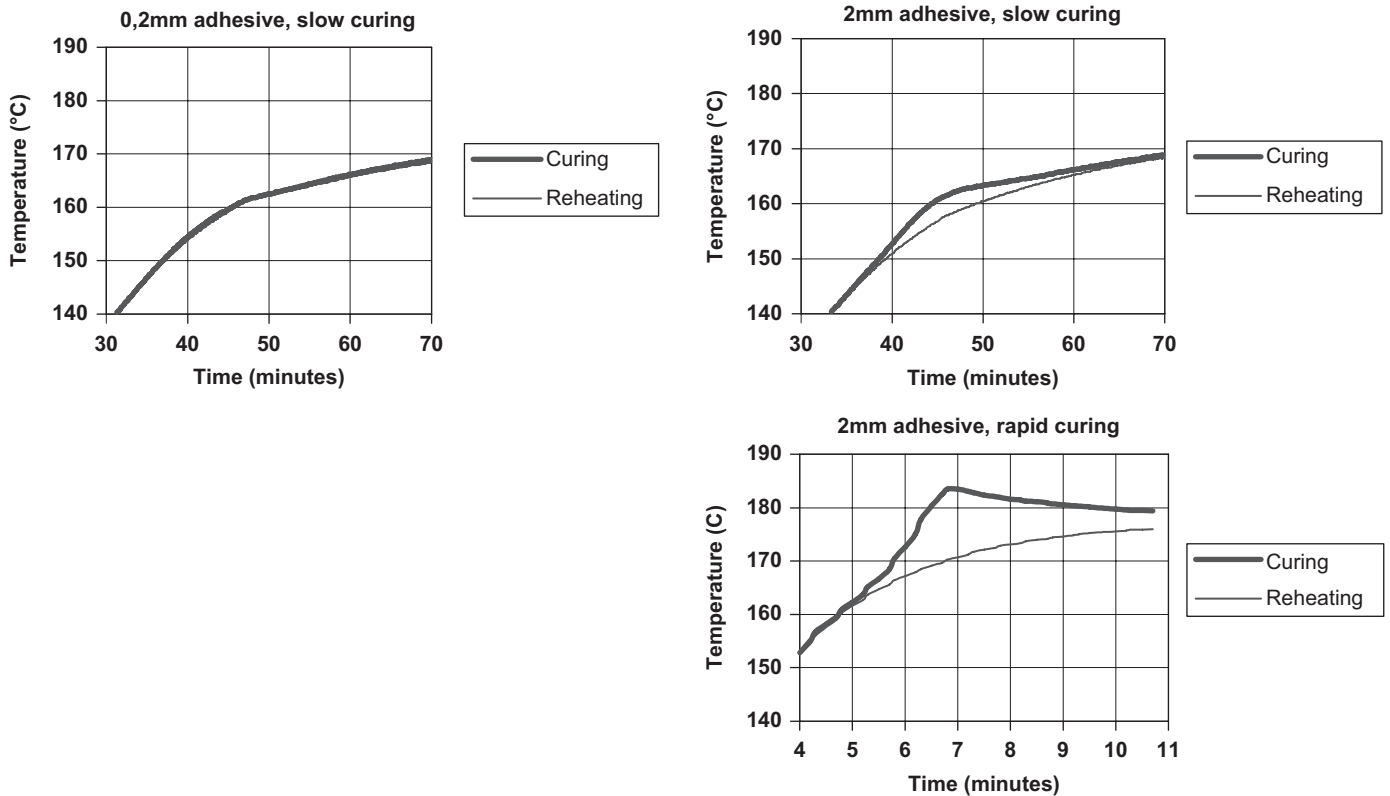 0,2mm adhesive, slow curing
190
180
170
160
150
140
30 40 50 60 70
Temperature (°C)
Time (minutes)
Curing
Reheating
2mm adhesive, slow curing
190
180
170
160
150
140
30 40 50 60 70
Temperature (°C)
Time (minutes)
Curing
Reheating
2mm adhesive, rapid curing
190
180
170
160
150
140
4 5 6 7 8 9 10 11
Temperature (C)
Time (minutes)
Curing
Reheating